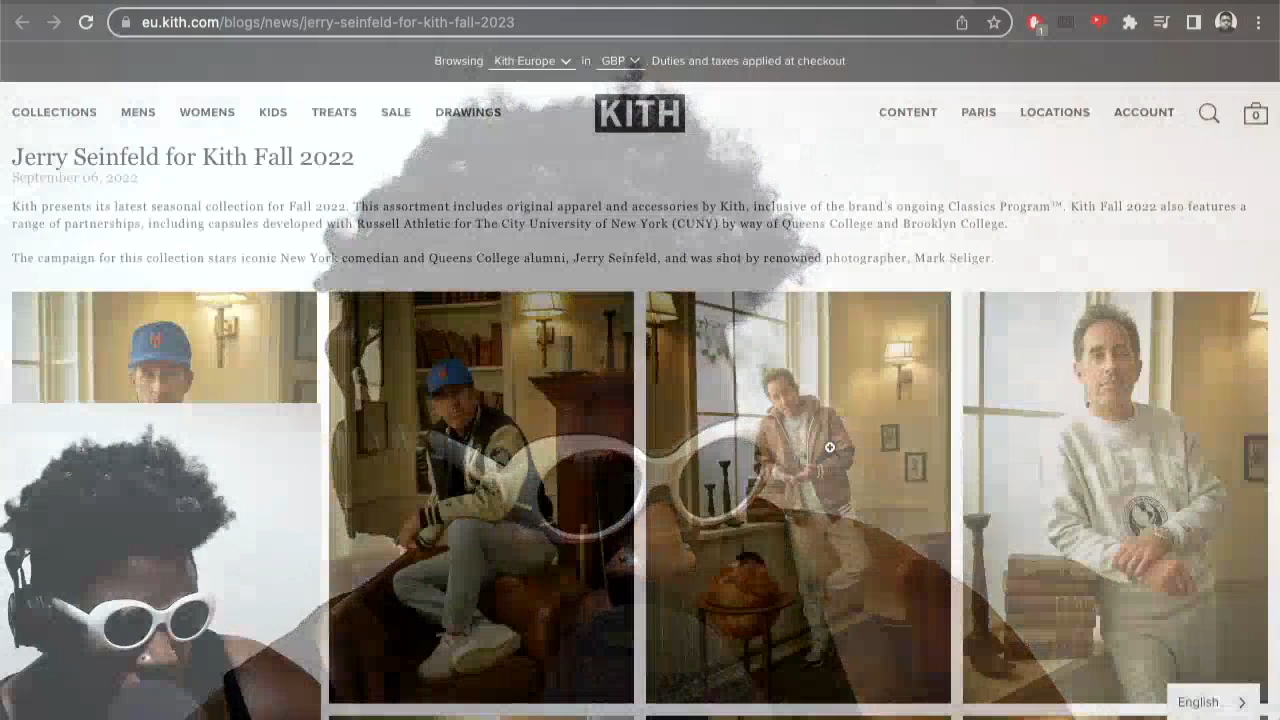 eu.kith.com/blogs/news/jerry-seinfeld-for-kith-fall-2023
1
Browsing Kith Europe in GBP . Duties and taxes applied at checkout
COLLECTIONS MENS WOMENS KIDS TREATS SALE DRAWINGS KITH CONTENT PARIS LOCATIONS ACCOUNT 0
Jerry Seinfeld for Kith Fall 2022
September 06, 2022
Kith presents its latest seasonal collection for Fall 2022. This assortment includes original apparel and accessories by Kith, inclusive of the brand's ongoing Classics Program™. Kith Fall 2022 also features a
range of partnerships, including capsules developed with Russell Athletic for The City University of New York (CUNY) by way of Queens College and Brooklyn College.
The campaign for this collection stars iconic New York comedian and Queens College alumni, Jerry Seinfeld, and was shot by renowned photographer, Mark Seliger.
English